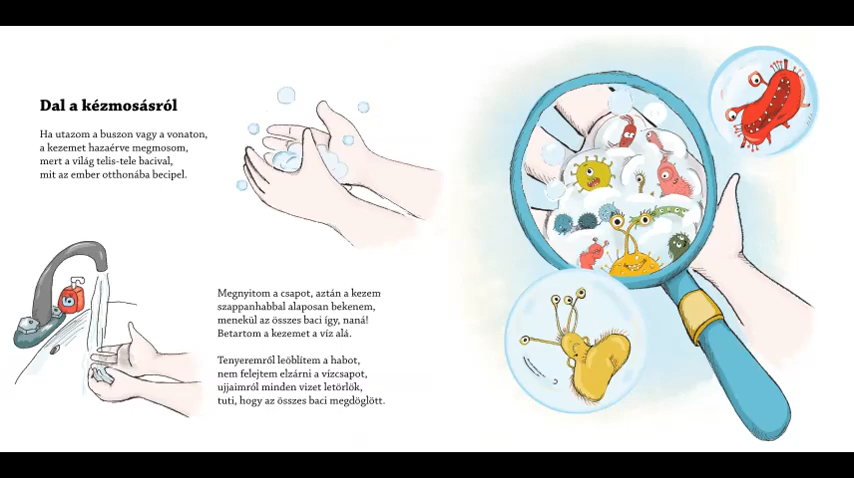 Dal a kézmosásról
Ha utazom a buszon vagy a vonaton,
a kezemet hazaérve megmosom,
mert a világ telis-tele bacival,
mit az ember otthonába becipel.
Megnyitom a csapot, aztán a kezem
szappanhabbal alaposan bekenem,
menekül az összes baci így, naná!
Betartom a kezemet a víz alá.
Tenyeremről leöblítem a habot,
nem felejtem elzárni a vízcsapot,
ujjaimról minden vizet letörlök,
tuti, hogy az összes baci megdöglött.